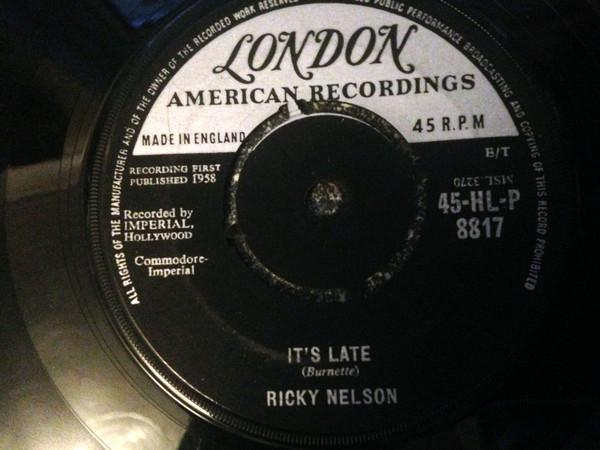 ALL RIGHTS OF THE MANUFACTURER AND OF THE OWNER OF THE RECORDED WORK RESERVED
PUBLIC PERFORMANCE BROADCASTING AND COPYING OF THIS RECORD PROHIBITED
LONDON
AMERICAN RECORDINGS
MADE IN ENGLAND
45 R.P.M
E/T
RECORDING FIRST
PUBLISHED 1958
MSL.3270
45-HL-P
8817
Recorded by
IMPERIAL,
HOLLYWOOD
Commodore-
Imperial
IT'S LATE
(Burnette)
RICKY NELSON